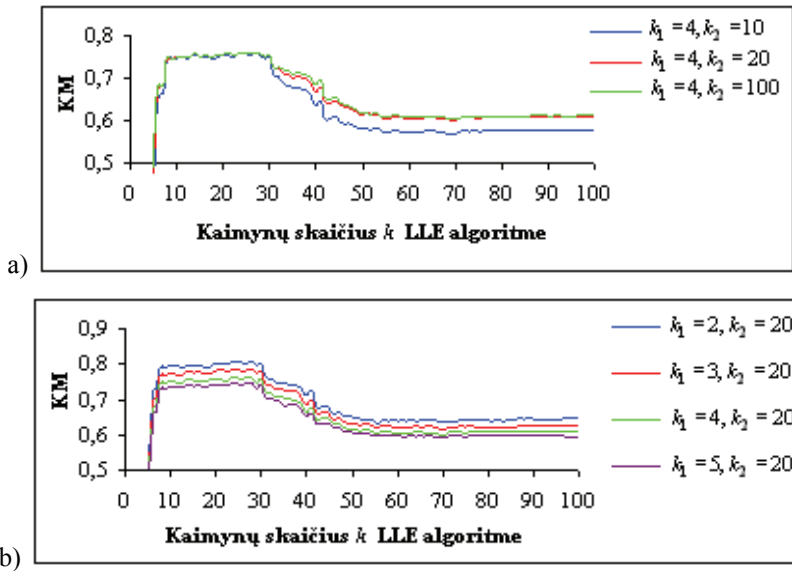 0,8
0,7
0,6
0,5
KM
0 10 20 30 40 50 60 70 80 90 100
Kaimynų skaičius k LLE algoritme
k₁ = 4, k₂ = 10
k₁ = 4, k₂ = 20
k₁ = 4, k₂ = 100
a)
0,9
0,8
0,7
0,6
0,5
KM
0 10 20 30 40 50 60 70 80 90 100
Kaimynų skaičius k LLE algoritme
k₁ = 2, k₂ = 20
k₁ = 3, k₂ = 20
k₁ = 4, k₂ = 20
k₁ = 5, k₂ = 20
b)